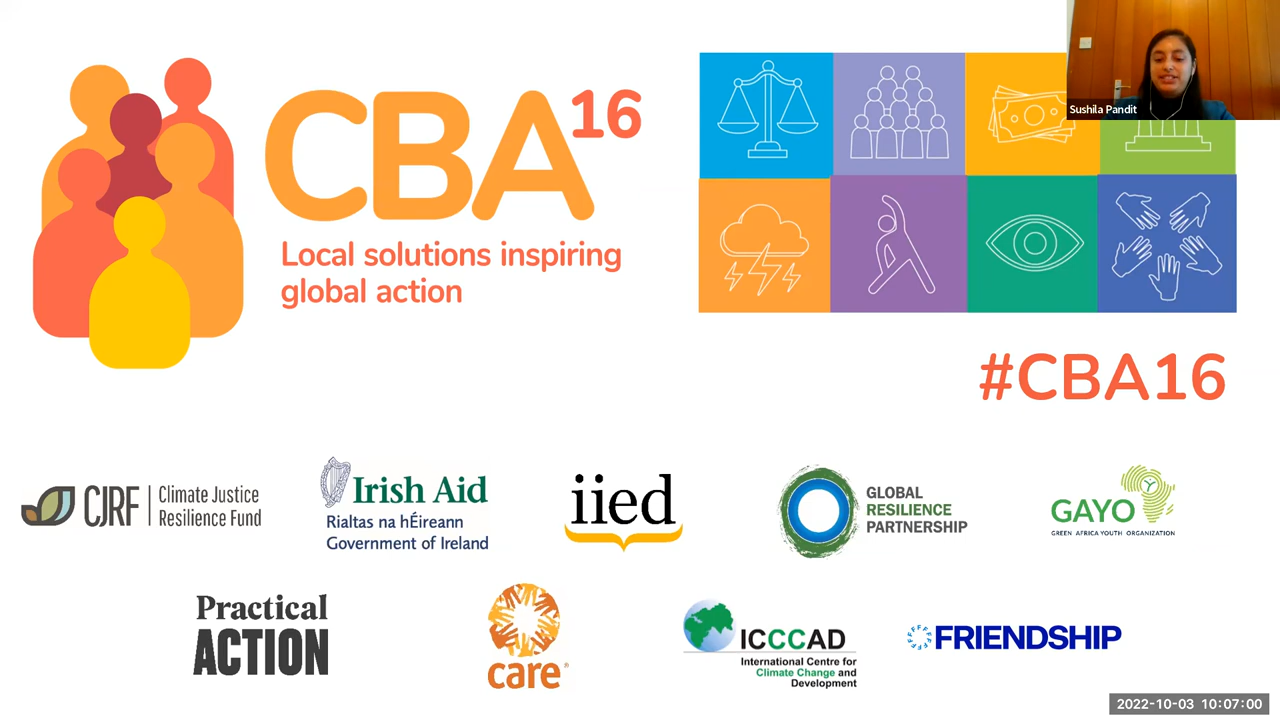 CBA16
Local solutions inspiring
global action
Sushila Pandit
#CBA16
CJRF
Climate Justice
Resilience Fund
Irish Aid
Rialtas na hÉireann
Government of Ireland
iied
GLOBAL
RESILIENCE
PARTNERSHIP
GAYO
GREEN AFRICA YOUTH ORGANIZATION
Practical
ACTION
care®
ICCCAD
International Centre for
Climate Change and
Development
FRIENDSHIP
2022-10-03 10:07:00